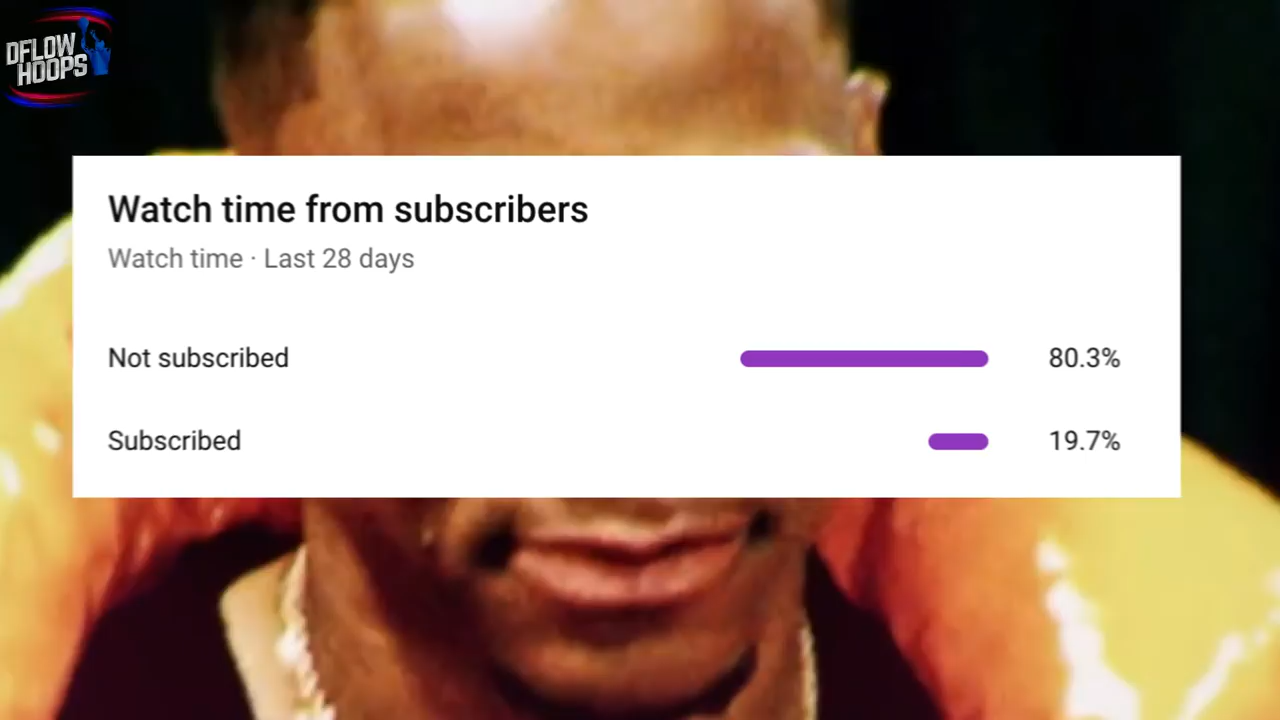 DFLOW
HOOPS
Watch time from subscribers
Watch time · Last 28 days
Not subscribed 80.3%
Subscribed 19.7%